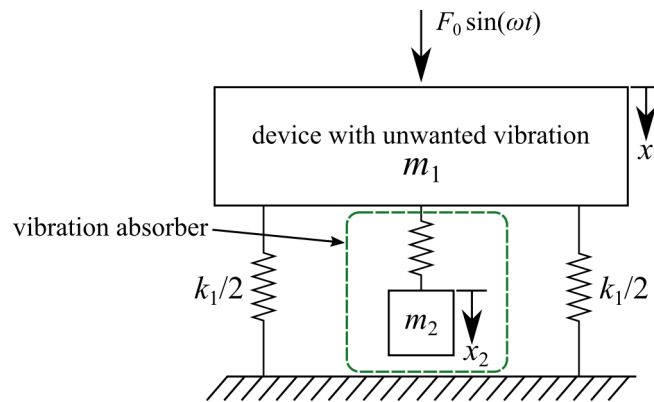 F₀ sin(ωt)
device with unwanted vibration
m₁
x
vibration absorber
k₁/2
k₁/2
m₂
x₂